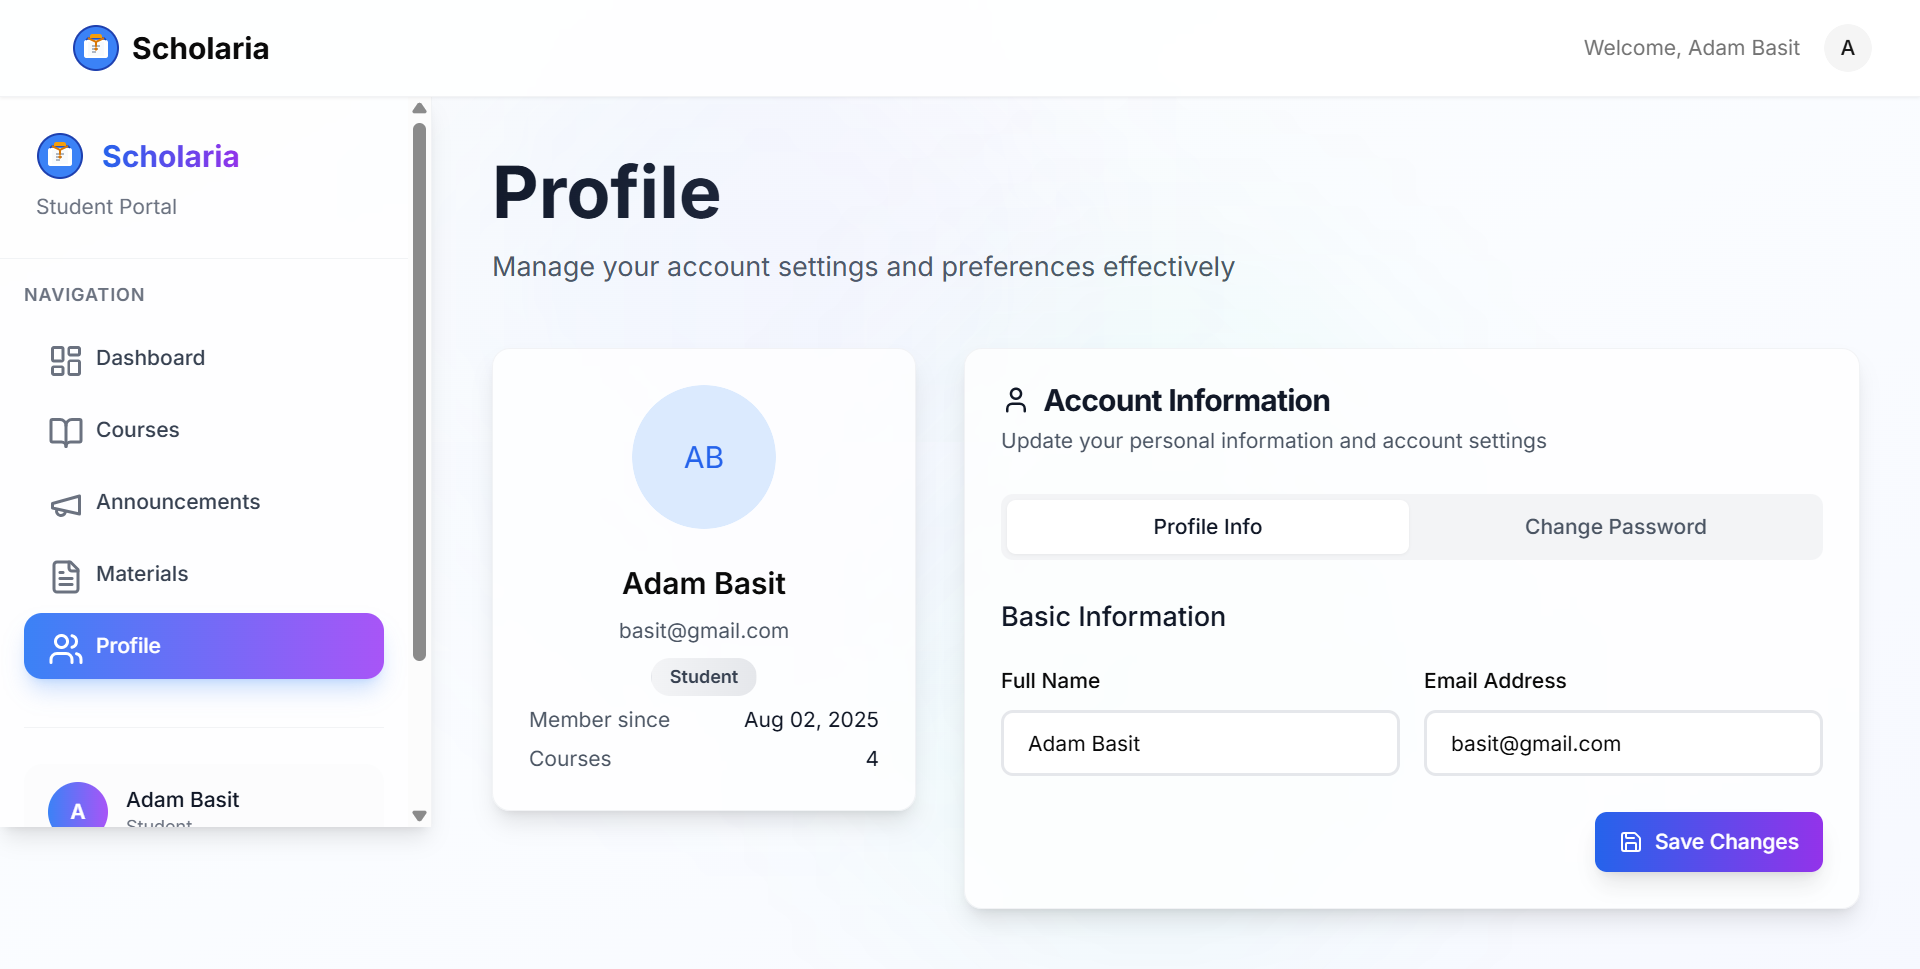 Scholaria
Welcome, Adam Basit
A
Scholaria
Student Portal
NAVIGATION
Dashboard
Courses
Announcements
Materials
Profile
A
Adam Basit
Student
Profile
Manage your account settings and preferences effectively
AB
Adam Basit
basit@gmail.com
Student
Member since Aug 02, 2025
Courses 4
Account Information
Update your personal information and account settings
Profile Info Change Password
Basic Information
Full Name Email Address
Adam Basit basit@gmail.com
Save Changes